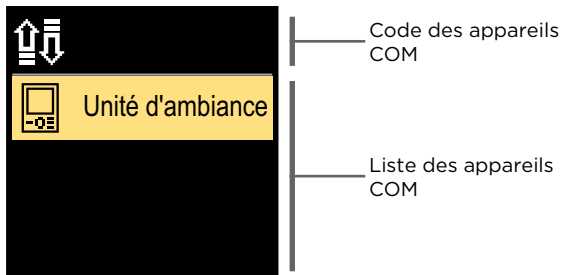 Code des appareils
COM
Unité d'ambiance
Liste des appareils
COM